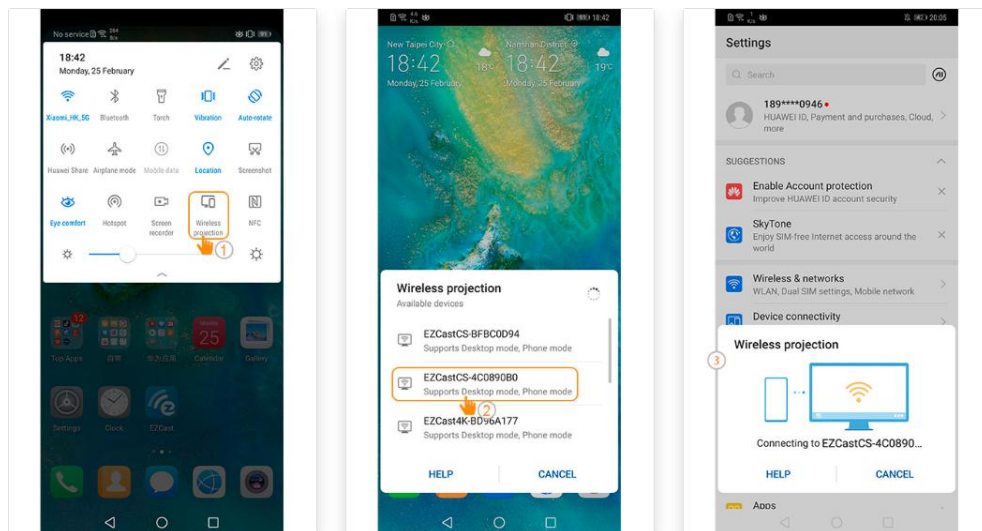 No service
18:42
Monday, 25 February
Xiaomi_HK_5G
Bluetooth
Torch
Vibration
Auto-rotate
Huawei Share
Airplane mode
Mobile data
Location
Screenshot
Eye comfort
Hotspot
Screen
recorder
Wireless
projection
NFC
1
12
Monday
25
Top Apps
Calendar
Gallery
Settings
Clock
EZCast
18:42
New Taipei City
18:42
Monday, 25 February
18°C
Nanshan District
18:42
Monday, 25 February
19°C
Wireless projection
Available devices
EZCastCS-BFBC0D94
Supports Desktop mode, Phone mode
EZCastCS-4C0890B0
Supports Desktop mode, Phone mode
2
EZCast4K-BD96A177
Supports Desktop mode, Phone mode
HELP
CANCEL
20:05
Settings
Search
189****0946
HUAWEI ID, Payment and purchases, Cloud,
more
SUGGESTIONS
Enable Account protection
Improve HUAWEI ID account security
SkyTone
Enjoy SIM-free Internet access around the
world
Wireless & networks
WLAN, Dual SIM settings, Mobile network
Device connectivity
3
Wireless projection
Connecting to EZCastCS-4C0890...
HELP
CANCEL
Apps